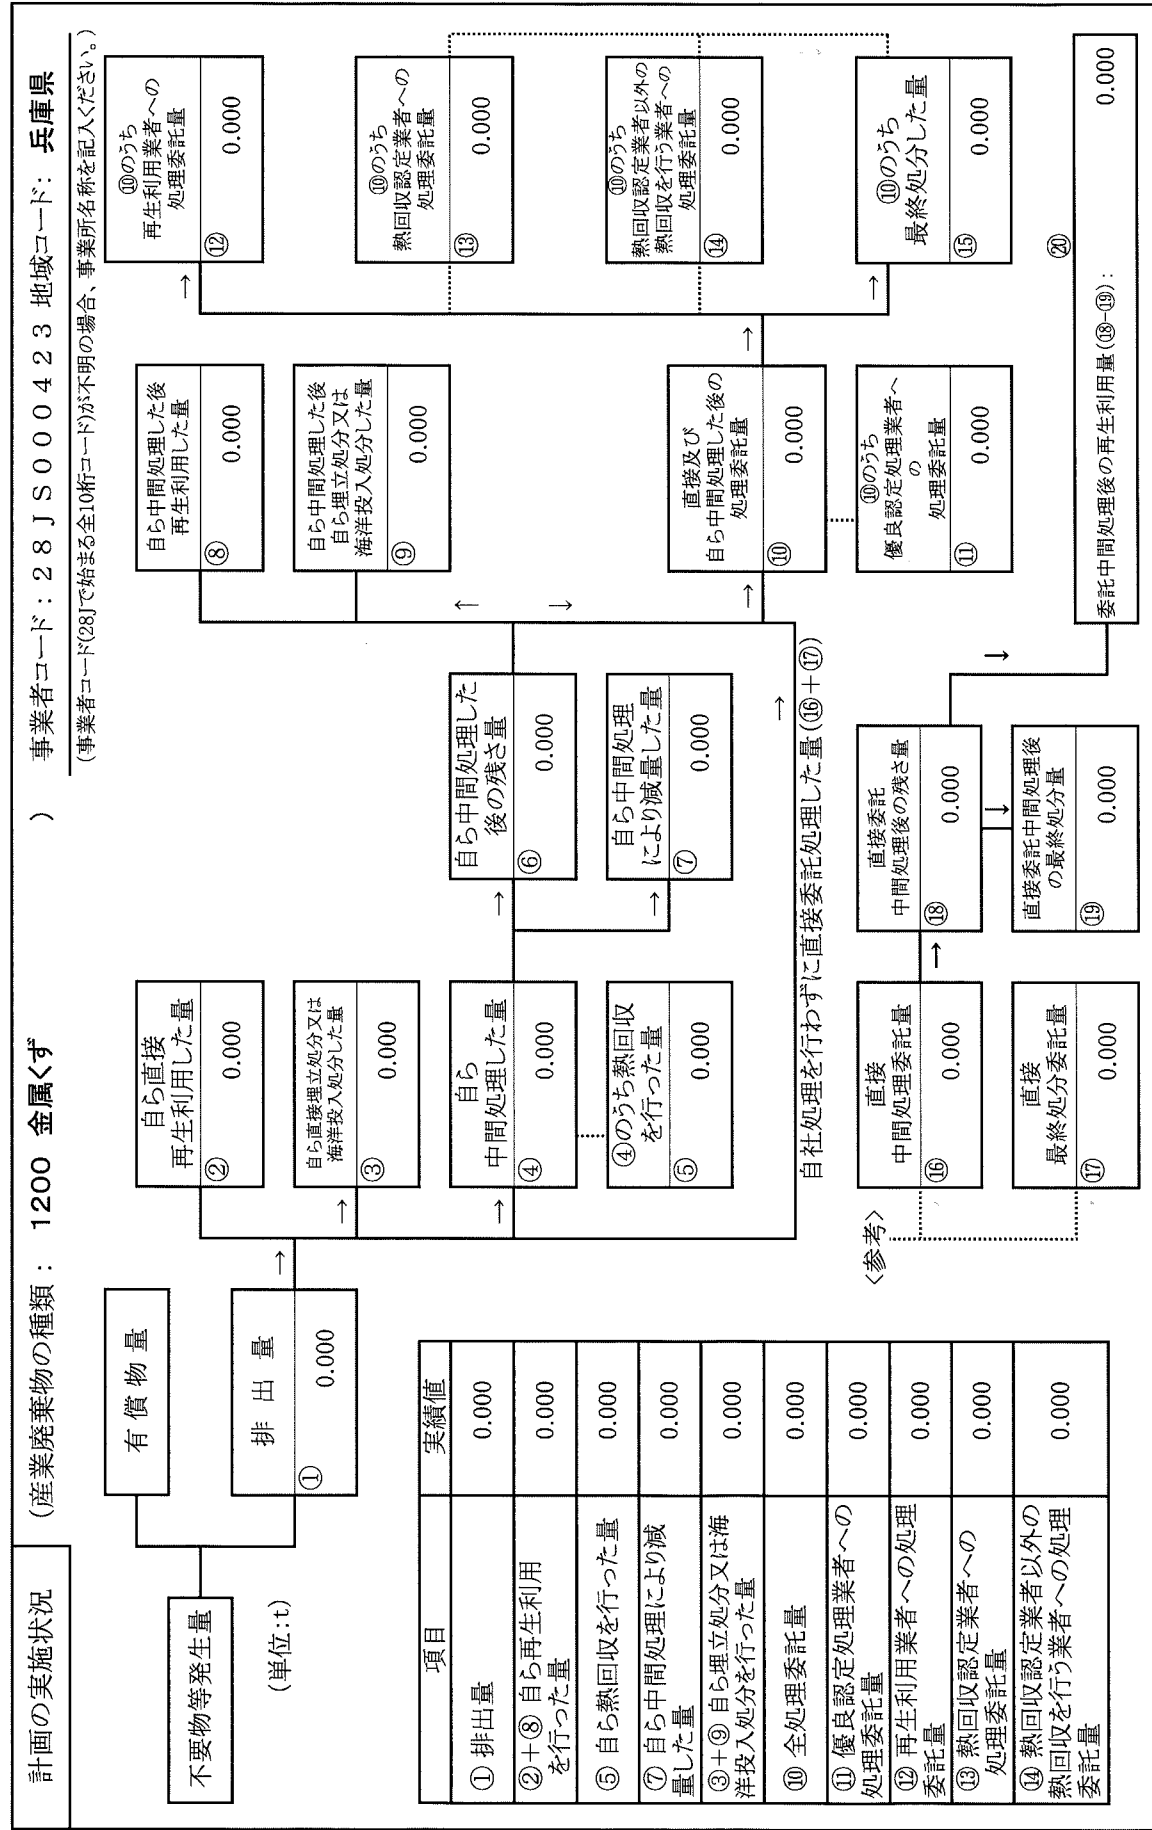 計画の実施状況
(産業廃棄物の種類： 1200 金属くず )
事業者コード：２８ＪＳ０００４２３ 地域コード： 兵庫県
(事業者コード(28Jで始まる全10桁コード)が不明の場合、事業所名称を記入ください。)
不要物等発生量
(単位:t)
有償物量
排出量
① 0.000
→
自ら直接
再生利用した量
② 0.000
自ら直接埋立処分又は
海洋投入処分した量
→
③ 0.000
自ら
中間処理した量
→
④ 0.000
④のうち熱回収
を行った量
⑤ 0.000
自ら中間処理した
後の残さ量
→
⑥ 0.000
自ら中間処理
により減量した量
→
⑦ 0.000
自ら中間処理した後
再生利用した量
⑧ 0.000
自ら中間処理した後
自ら埋立処分又は
海洋投入処分した量
⑨ 0.000
↑
↓
直接及び
自ら中間処理した後の
処理委託量
→
⑩ 0.000
→
⑩のうち
優良認定処理業者へ
の
処理委託量
⑪ 0.000
⑩のうち
再生利用業者への
処理委託量
→
⑫ 0.000
⑩のうち
熱回収認定業者への
処理委託量
⑬ 0.000
⑩のうち
熱回収認定業者以外の
熱回収を行う業者への
処理委託量
⑭ 0.000
⑩のうち
最終処分した量
→
⑮ 0.000
自社処理を行わずに直接委託処理した量(⑯＋⑰)
→
<参考>
直接
中間処理委託量
⑯ 0.000
→
直接
最終処分委託量
⑰ 0.000
直接委託
中間処理後の残さ量
⑱ 0.000
↓
↓
直接委託中間処理後
の最終処分量
⑲ 0.000
⑳
委託中間処理後の再生利用量(⑱-⑲)： 0.000
項目 実績値
① 排出量 0.000
②＋⑧ 自ら再生利用
を行った量 0.000
⑤ 自ら熱回収を行った量 0.000
⑦ 自ら中間処理により減
量した量 0.000
③＋⑨ 自ら埋立処分又は海
洋投入処分を行った量 0.000
⑩ 全処理委託量 0.000
⑪ 優良認定処理業者への
処理委託量 0.000
⑫ 再生利用業者への処理
委託量 0.000
⑬ 熱回収認定業者への
処理委託量 0.000
⑭ 熱回収認定業者以外の
熱回収を行う業者への処理
委託量 0.000